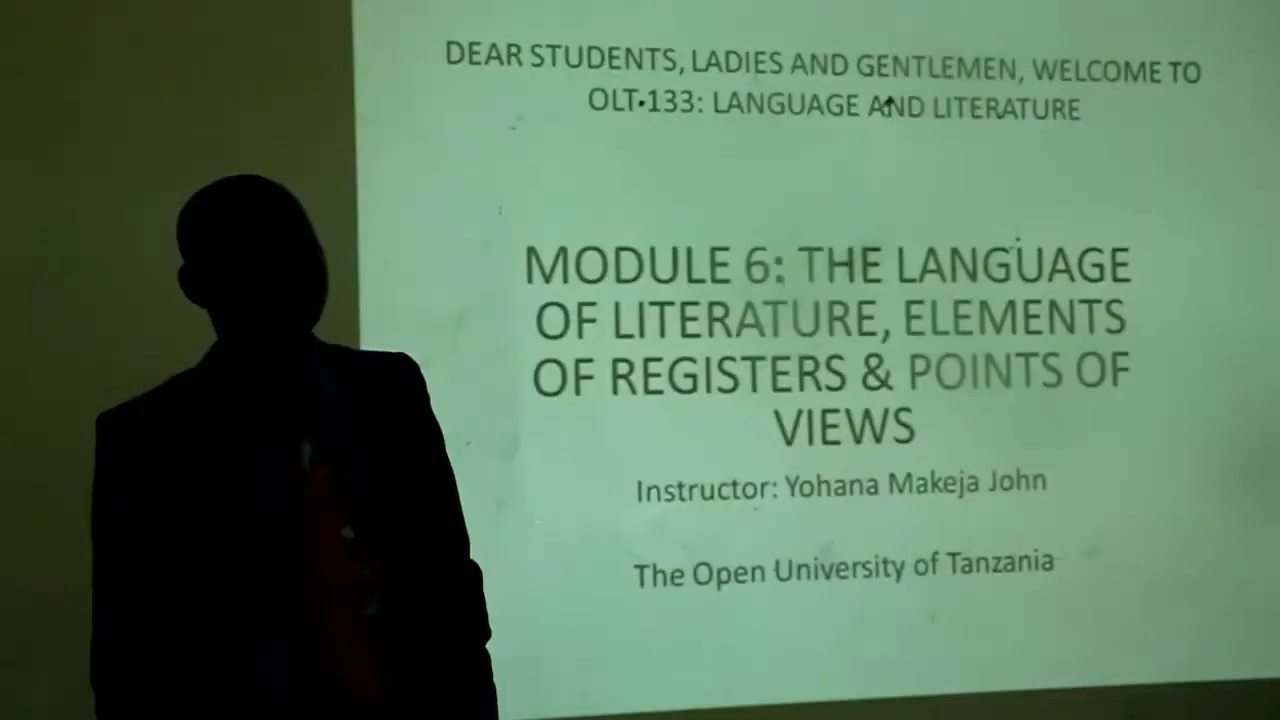 DEAR STUDENTS, LADIES AND GENTLEMEN, WELCOME TO
OLT-133: LANGUAGE AND LITERATURE
MODULE 6: THE LANGUAGE
OF LITERATURE, ELEMENTS
OF REGISTERS & POINTS OF
VIEWS
Instructor: Yohana Makeja John
The Open University of Tanzania